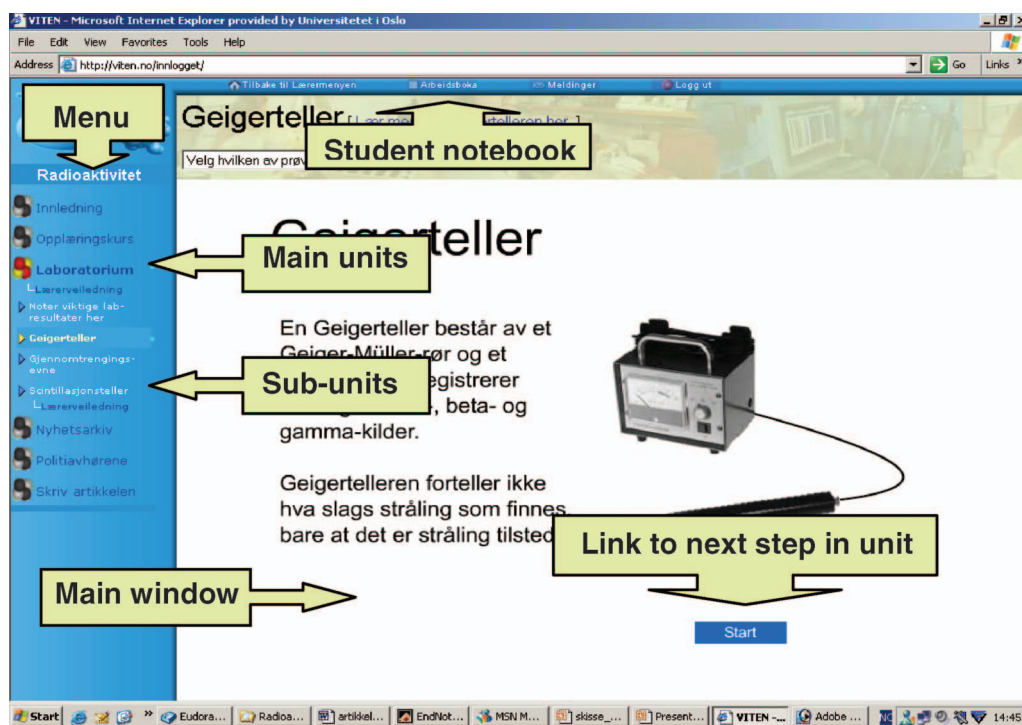 VITEN - Microsoft Internet Explorer provided by Universitetet i Oslo
File Edit View Favorites Tools Help
Address http://viten.no/innlogget/ Go Links
Tilbake til Lærermenyen Arbeidsboka Meldinger Logg ut
Menu
Geigerteller [ Lær her ]
Student notebook
Velg hvilken av
Radioaktivitet
Innledning
Opplæringskurs
Laboratorium
Lærerveiledning
Noter viktige lab-
resultater her
Geigerteller
Gjennomtrengings-
evne
Scintillasjonsteller
Lærerveiledning
Nyhetsarkiv
Politiavhørene
Skriv artikkelen
Geigerteller
Main units
En Geigerteller består av et
Geiger-Müller-rør og et
Sub-units
beta- og
gamma-kilder.
Geigertelleren forteller ikke
hva slags stråling som finnes,
bare at det er stråling
Link to next step in unit
Main window
Start
Start » Eudora... Radioa... artikkel... EndNot... MSN M... skisse_... Present... VITEN -... Adobe ... 14:45